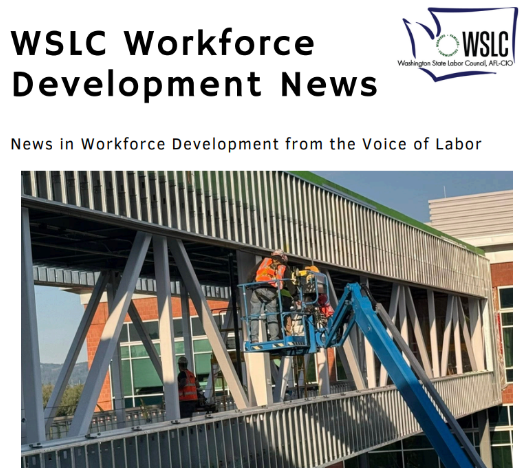 WSLC Workforce
Development News
WSLC
Washington State Labor Council, AFL-CIO
News in Workforce Development from the Voice of Labor